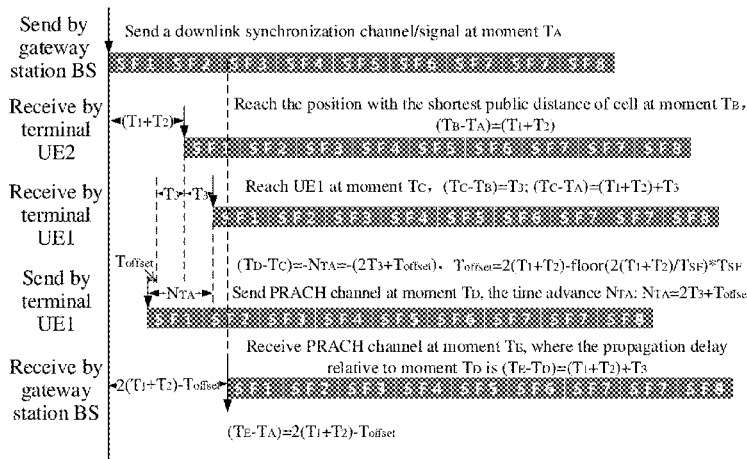 Send by
gateway
station BS
Send a downlink synchronization channel/signal at moment TA
SF1 SF2 SF3 SF4 SF5 SF6 SF7 SF7 SF8
Receive by
terminal
UE2
(T1+T2)
Reach the position with the shortest public distance of cell at moment TB,
(TB-TA)=(T1+T2)
SF1 SF2 SF3 SF4 SF5 SF6 SF7 SF7 SF8
Receive by
terminal
UE1
T3 T3
Reach UE1 at moment TC, (TC-TB)=T3; (TC-TA)=(T1+T2)+T3
SF1 SF2 SF3 SF4 SF5 SF6 SF7 SF7 SF8
Send by
terminal
UE1
Toffset
NTA
(TD-TC)=-NTA=-(2T3+Toffset), Toffset=2(T1+T2)-floor(2(T1+T2)/TSF)*TSF
Send PRACH channel at moment TD, the time advance NTA: NTA=2T3+Toffse
SF1 SF2 SF3 SF4 SF5 SF6 SF7 SF7 SF8
Receive by
gateway
station BS
2(T1+T2)-Toffset
Receive PRACH channel at moment TE, where the propagation delay
relative to moment TD is (TE-TD)=(T1+T2)+T3
SF1 SF2 SF3 SF4 SF5 SF6 SF7 SF7 SF8
(TE-TA)=2(T1+T2)-Toffset